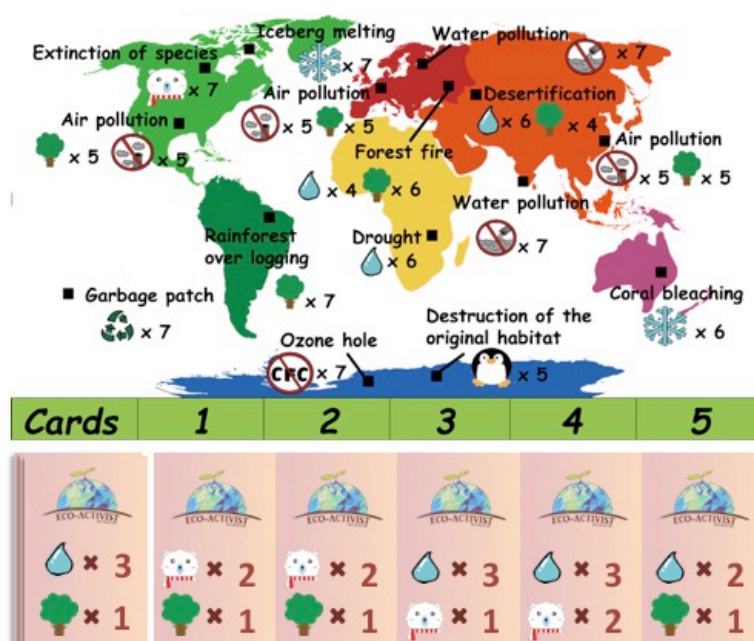 Iceberg melting
Water pollution
Extinction of species
x 7
x 7
x 7
Air pollution
Desertification
Air pollution
x 5
x 5
x 6
x 4
Air pollution
x 5
x 5
Forest fire
x 5
x 5
x 4
x 6
Water pollution
Rainforest
over logging
Drought
x 7
x 6
x 7
Garbage patch
Coral bleaching
x 7
Ozone hole
Destruction of the
original habitat
x 6
CFC
x 7
x 5
Cards 1 2 3 4 5
ECO-ACTIVIST
ECO-ACTIVIST
ECO-ACTIVIST
ECO-ACTIVIST
ECO-ACTIVIST
ECO-ACTIVIST
× 3
× 2
× 2
× 3
× 3
× 2
× 1
× 1
× 1
× 1
× 2
× 1